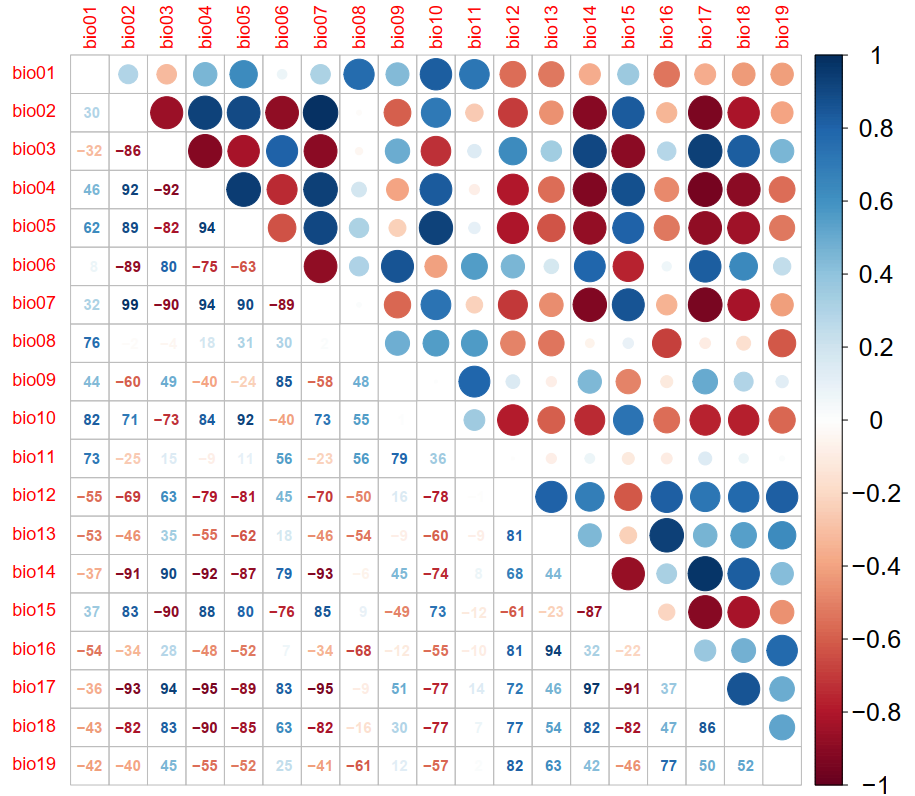 bio01 bio02 bio03 bio04 bio05 bio06 bio07 bio08 bio09 bio10 bio11 bio12 bio13 bio14 bio15 bio16 bio17 bio18 bio19
bio01
bio02 30
bio03 −32 −86
bio04 46 92 −92
bio05 62 89 −82 94
bio06 8 −89 80 −75 −63
bio07 32 99 −90 94 90 −89
bio08 76 18 31 30
bio09 44 −60 49 −40 −24 85 −58 48
bio10 82 71 −73 84 92 −40 73 55
bio11 73 −25 15 −9 11 56 −23 56 79 36
bio12 −55 −69 63 −79 −81 45 −70 −50 16 −78
bio13 −53 −46 35 −55 −62 18 −46 −54 −9 −60 −9 81
bio14 −37 −91 90 −92 −87 79 −93 −6 45 −74 8 68 44
bio15 37 83 −90 88 80 −76 85 9 −49 73 −12 −61 −23 −87
bio16 −54 −34 28 −48 −52 7 −34 −68 −12 −55 −10 81 94 32 −22
bio17 −36 −93 94 −95 −89 83 −95 −9 51 −77 14 72 46 97 −91 37
bio18 −43 −82 83 −90 −85 63 −82 −16 30 −77 7 77 54 82 −82 47 86
bio19 −42 −40 45 −55 −52 25 −41 −61 12 −57 82 63 42 −46 77 50 52
1
0.8
0.6
0.4
0.2
0
−0.2
−0.4
−0.6
−0.8
−1